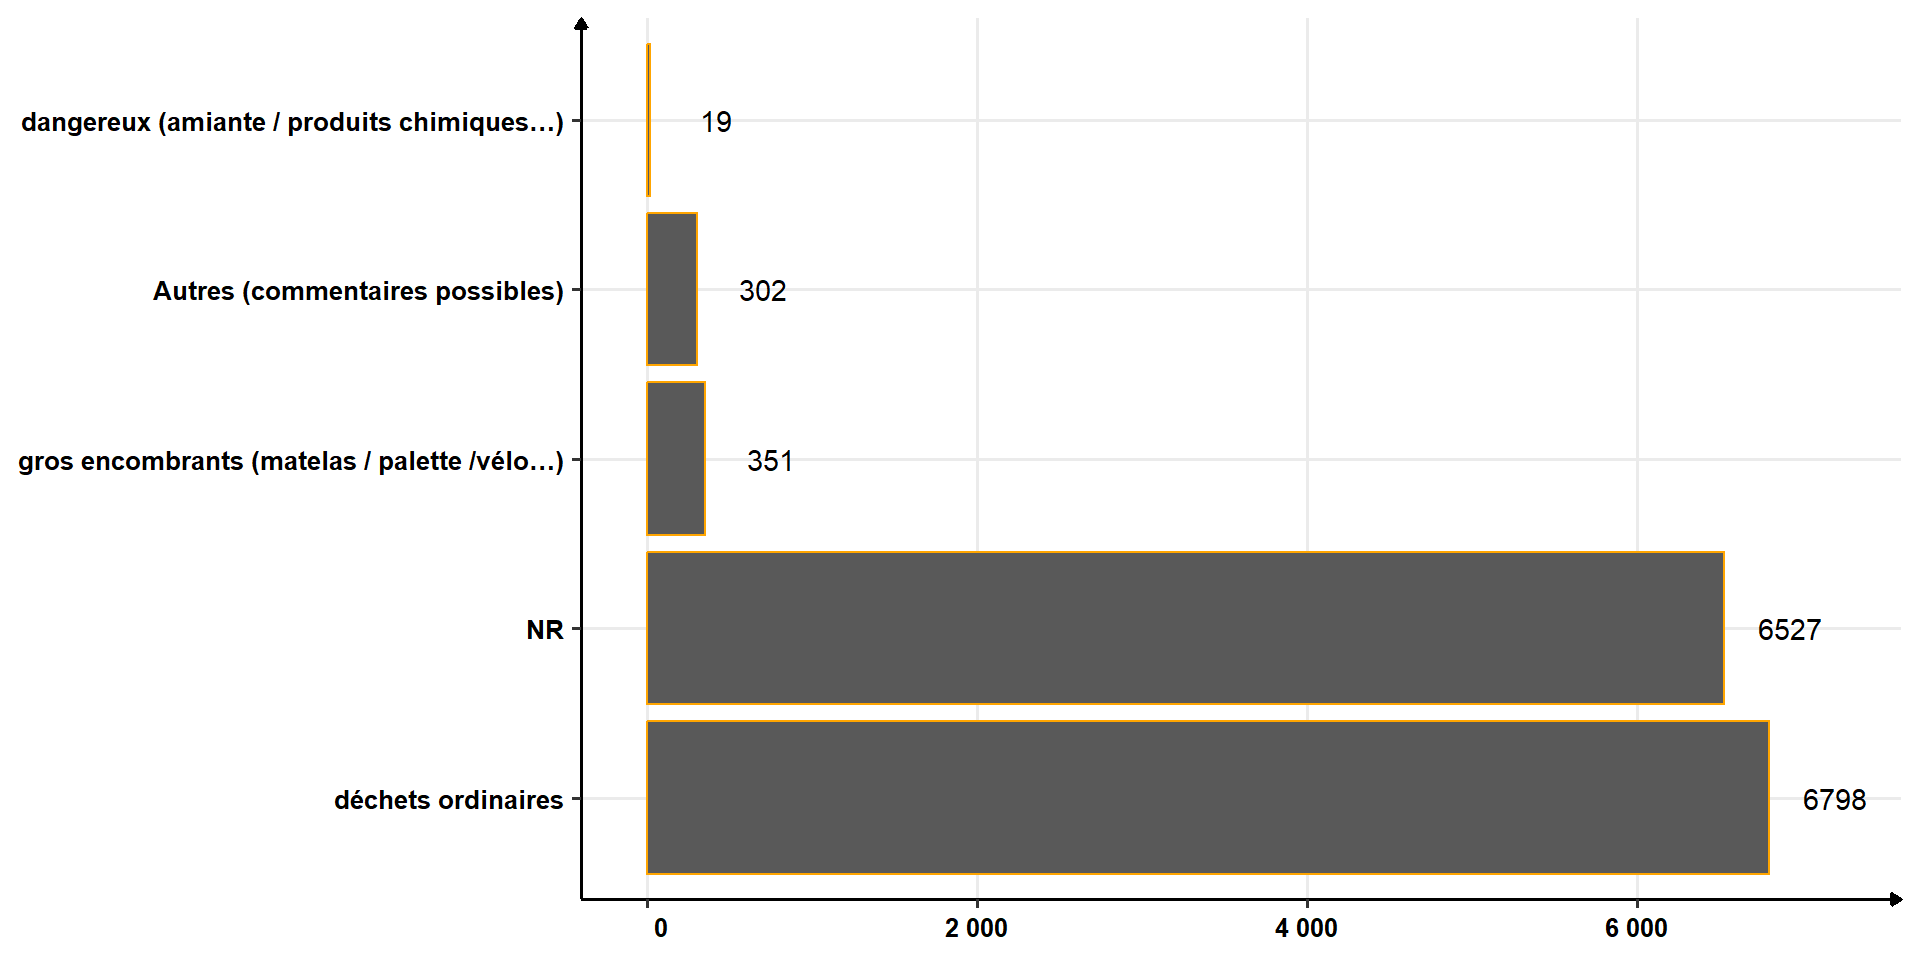 dangereux (amiante / produits chimiques…)
19
Autres (commentaires possibles)
302
gros encombrants (matelas / palette /vélo…)
351
NR
6527
déchets ordinaires
6798
0
2 000
4 000
6 000